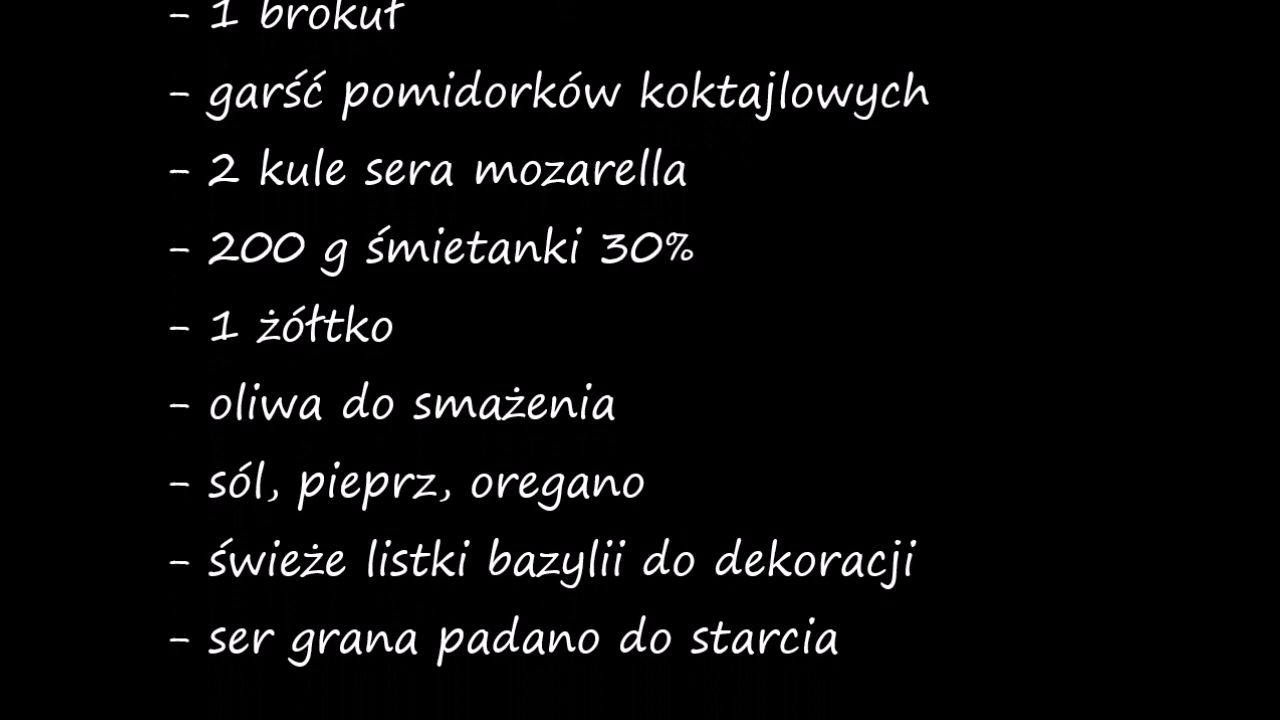 - 1 brokuł
- garść pomidorków koktajlowych
- 2 kule sera mozarella
- 200 g śmietanki 30%
- 1 żółtko
- oliwa do smażenia
- sól, pieprz, oregano
- świeże listki bazylii do dekoracji
- ser grana padano do starcia